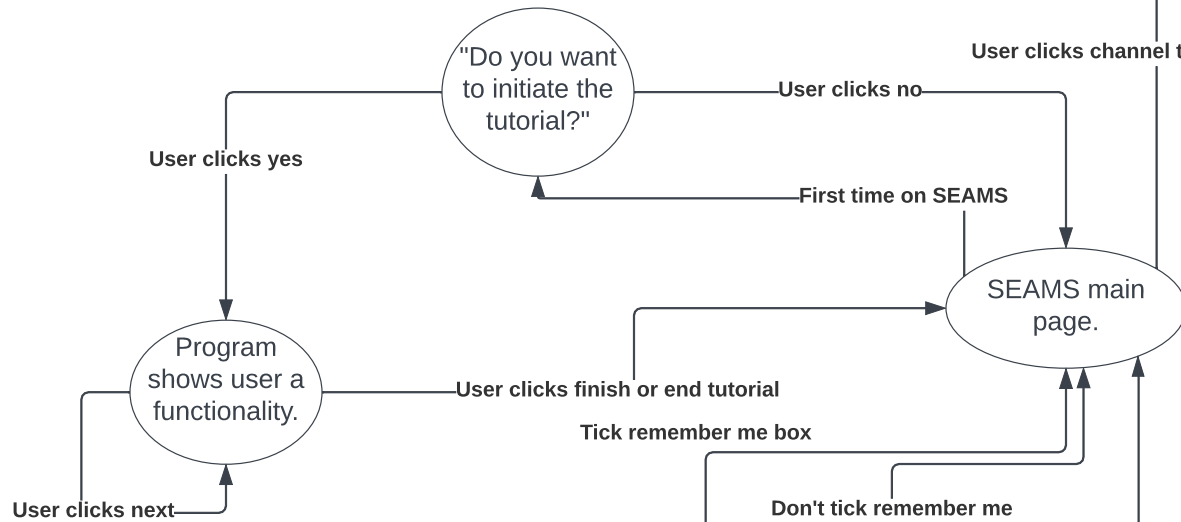 "Do you want
to initiate the
tutorial?"
User clicks channel t
User clicks no
User clicks yes
First time on SEAMS
SEAMS main
page.
Program
shows user a
functionality.
User clicks finish or end tutorial
Tick remember me box
User clicks next
Don't tick remember me